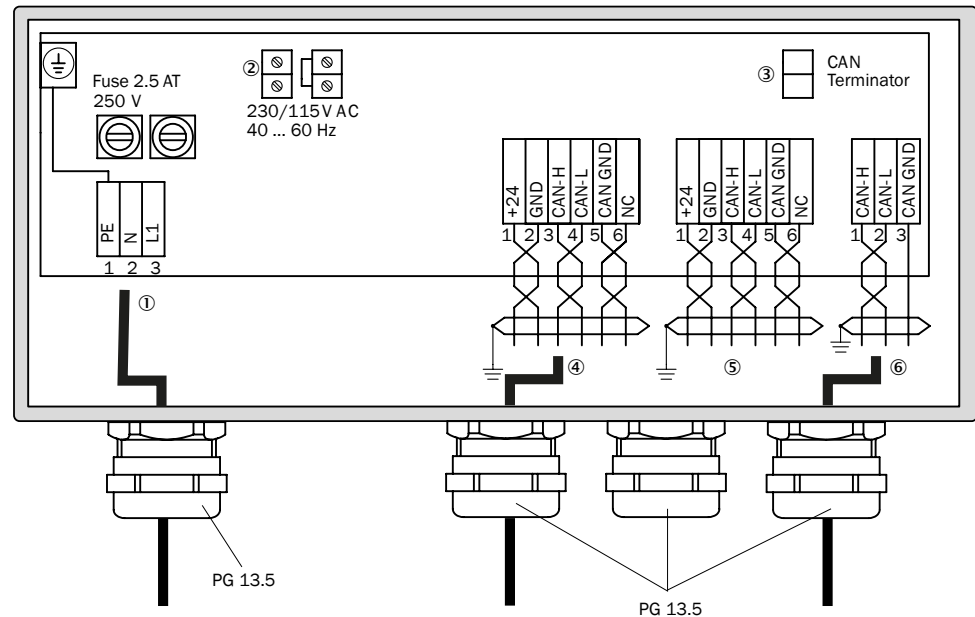 Fuse 2.5 AT
250 V
②
230/115V AC
40 ... 60 Hz
③
CAN
Terminator
PE
N
L1
1 2 3
①
+24
GND
CAN-H
CAN-L
CAN GND
NC
1 2 3 4 5 6
④
+24
GND
CAN-H
CAN-L
CAN GND
NC
1 2 3 4 5 6
⑤
CAN-H
CAN-L
CAN GND
1 2 3
⑥
PG 13.5
PG 13.5